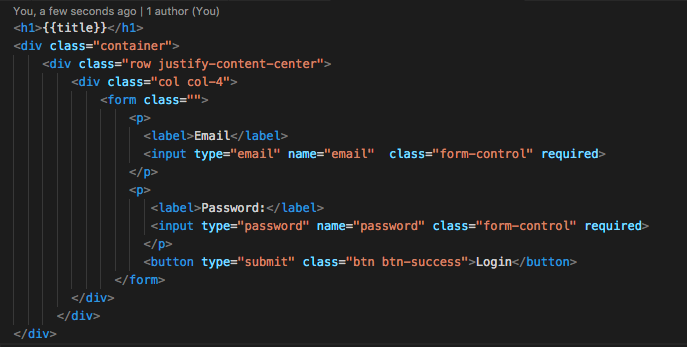 You, a few seconds ago | 1 author (You)
<h1>{{title}}</h1>
<div class="container">
<div class="row justify-content-center">
<div class="col col-4">
<form class="">
<p>
<label>Email</label>
<input type="email" name="email"  class="form-control" required>
</p>
<p>
<label>Password:</label>
<input type="password" name="password" class="form-control" required>
</p>
<button type="submit" class="btn btn-success">Login</button>
</form>
</div>
</div>
</div>